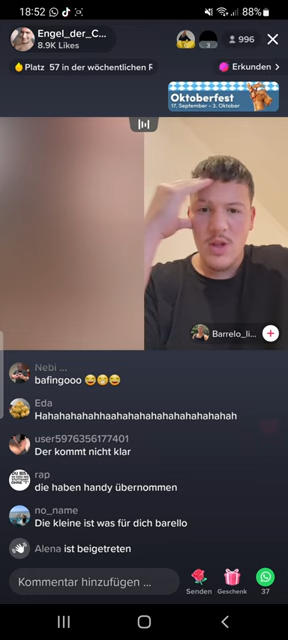 18:52
88%
Engel_der_C...
8.9K Likes
996
Platz 57 in der wöchentlichen R
Erkunden >
Oktoberfest
17. September - 3. Oktober
Barrelo_li...
Nebi ...
bafingooo 😂😁😂
Eda
Hahahahahahhaahahahahahahahahahahah
user5976356177401
Der kommt nicht klar
rap
die haben handy übernommen
no_name
Die kleine ist was für dich barello
Alena ist beigetreten
Kommentar hinzufügen ...
Senden
Geschenk
37